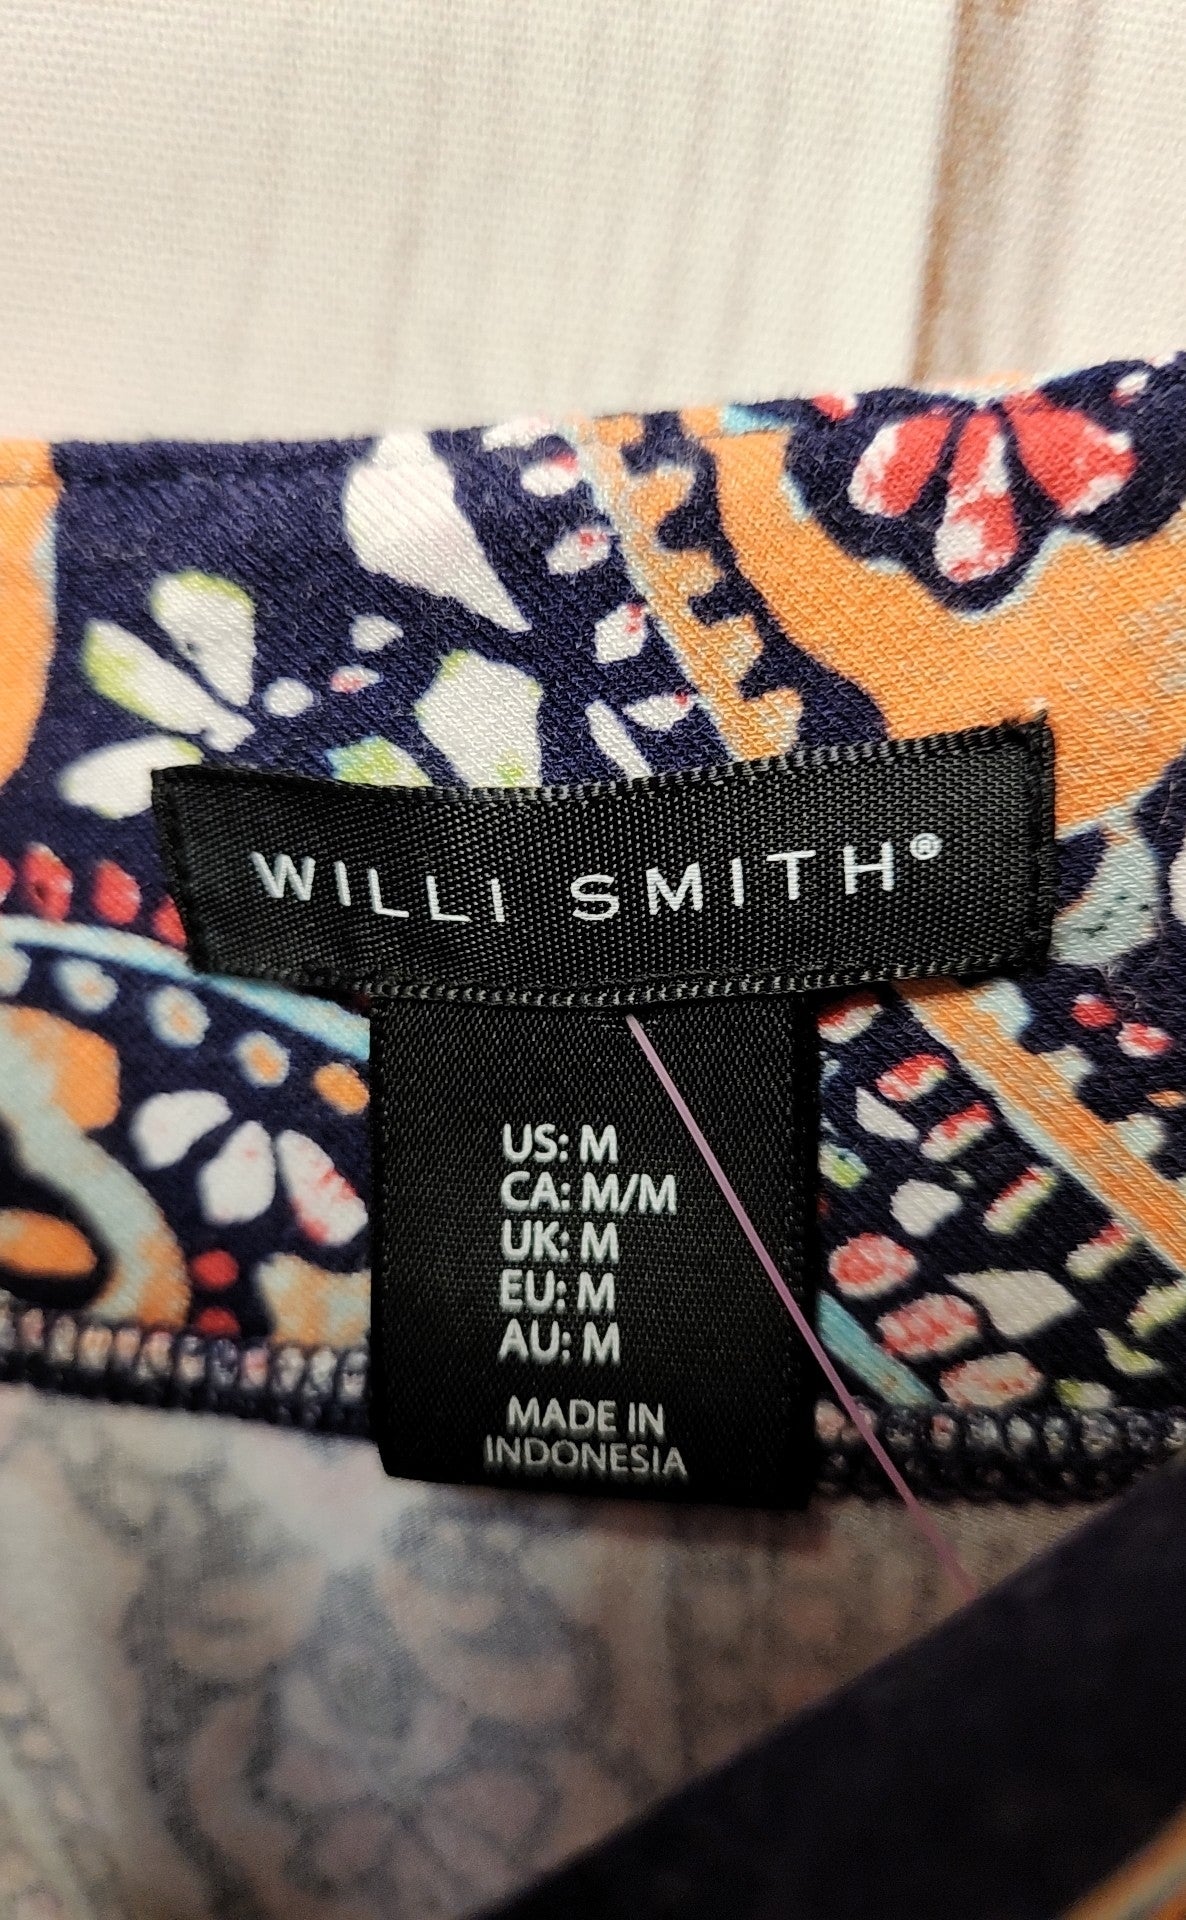 WILLI SMITH®
US: M
CA: M/M
UK: M
EU: M
AU: M
MADE IN
INDONESIA